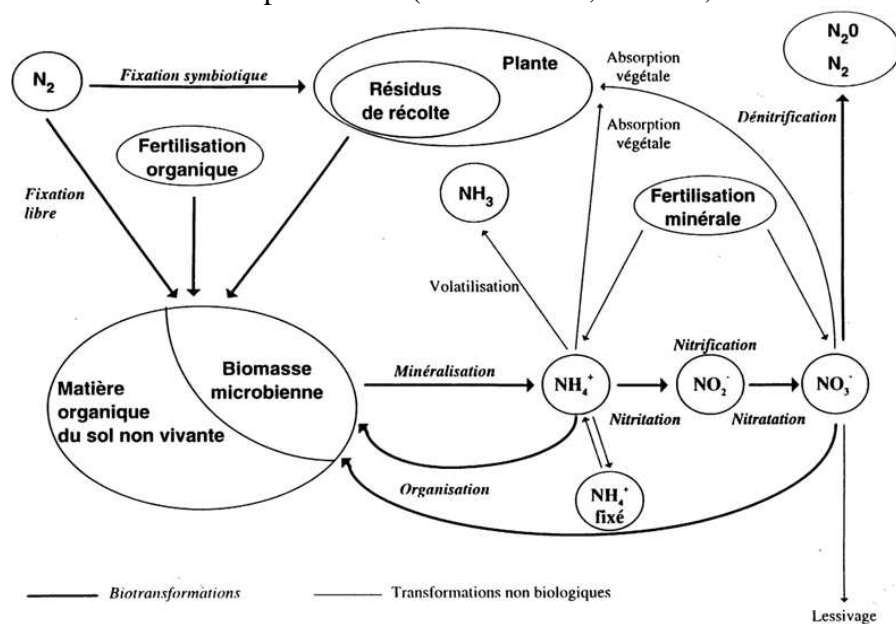 N₂
Fixation symbiotique
Plante
Résidus
de récolte
Absorption
végétale
Absorption
végétale
N₂0
N₂
Dénitrification
Fertilisation
organique
Fixation
libre
NH₃
Fertilisation
minérale
Volatilisation
Matière
organique
du sol non vivante
Biomasse
microbienne
Minéralisation
NH₄⁺
Nitrification
Nitritation
NO₂⁻
Nitratation
NO₃⁻
Organisation
NH₄⁺
fixé
Biotransformations
Transformations non biologiques
Lessivage